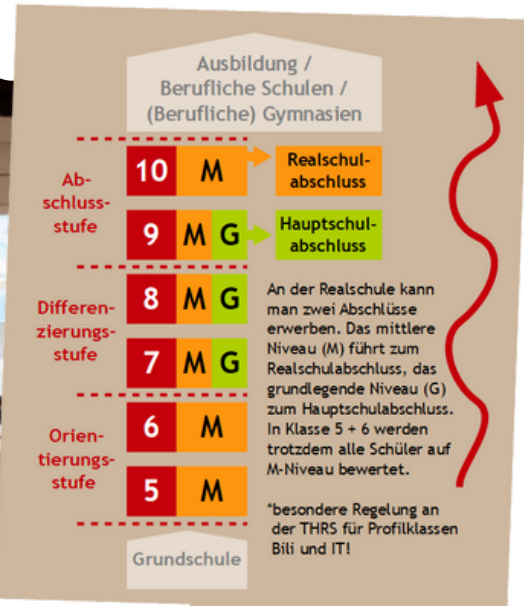 Ausbildung /
Berufliche Schulen /
(Berufliche) Gymnasien
Ab-
schluss-
stufe
10 M
Realschul-
abschluss
9 M G
Hauptschul-
abschluss
Differen-
zierungs-
stufe
8 M G
7 M G
Orien-
tierungs-
stufe
6 M
5 M
Grundschule
An der Realschule kann
man zwei Abschlüsse
erwerben. Das mittlere
Niveau (M) führt zum
Realschulabschluss, das
grundlegende Niveau (G)
zum Hauptschulabschluss.
In Klasse 5 + 6 werden
trotzdem alle Schüler auf
M-Niveau bewertet.
*besondere Regelung an
der THRS für Profilklassen
Bili und IT!